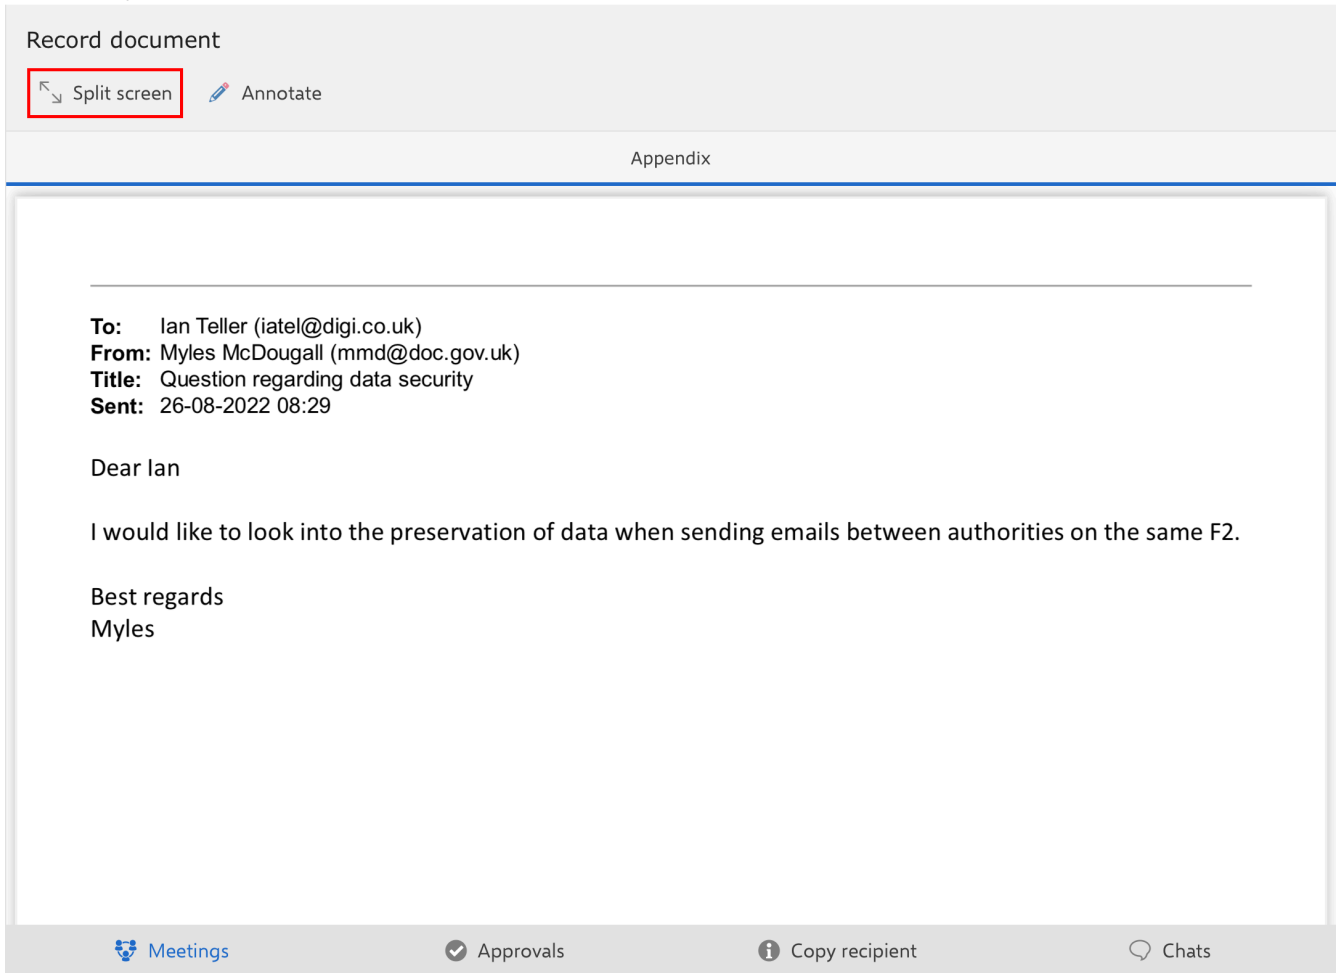 Record document
Split screen Annotate
Appendix
To: Ian Teller (iatel@digi.co.uk)
From: Myles McDougall (mmd@doc.gov.uk)
Title: Question regarding data security
Sent: 26-08-2022 08:29
Dear Ian
I would like to look into the preservation of data when sending emails between authorities on the same F2.
Best regards
Myles
Meetings Approvals Copy recipient Chats